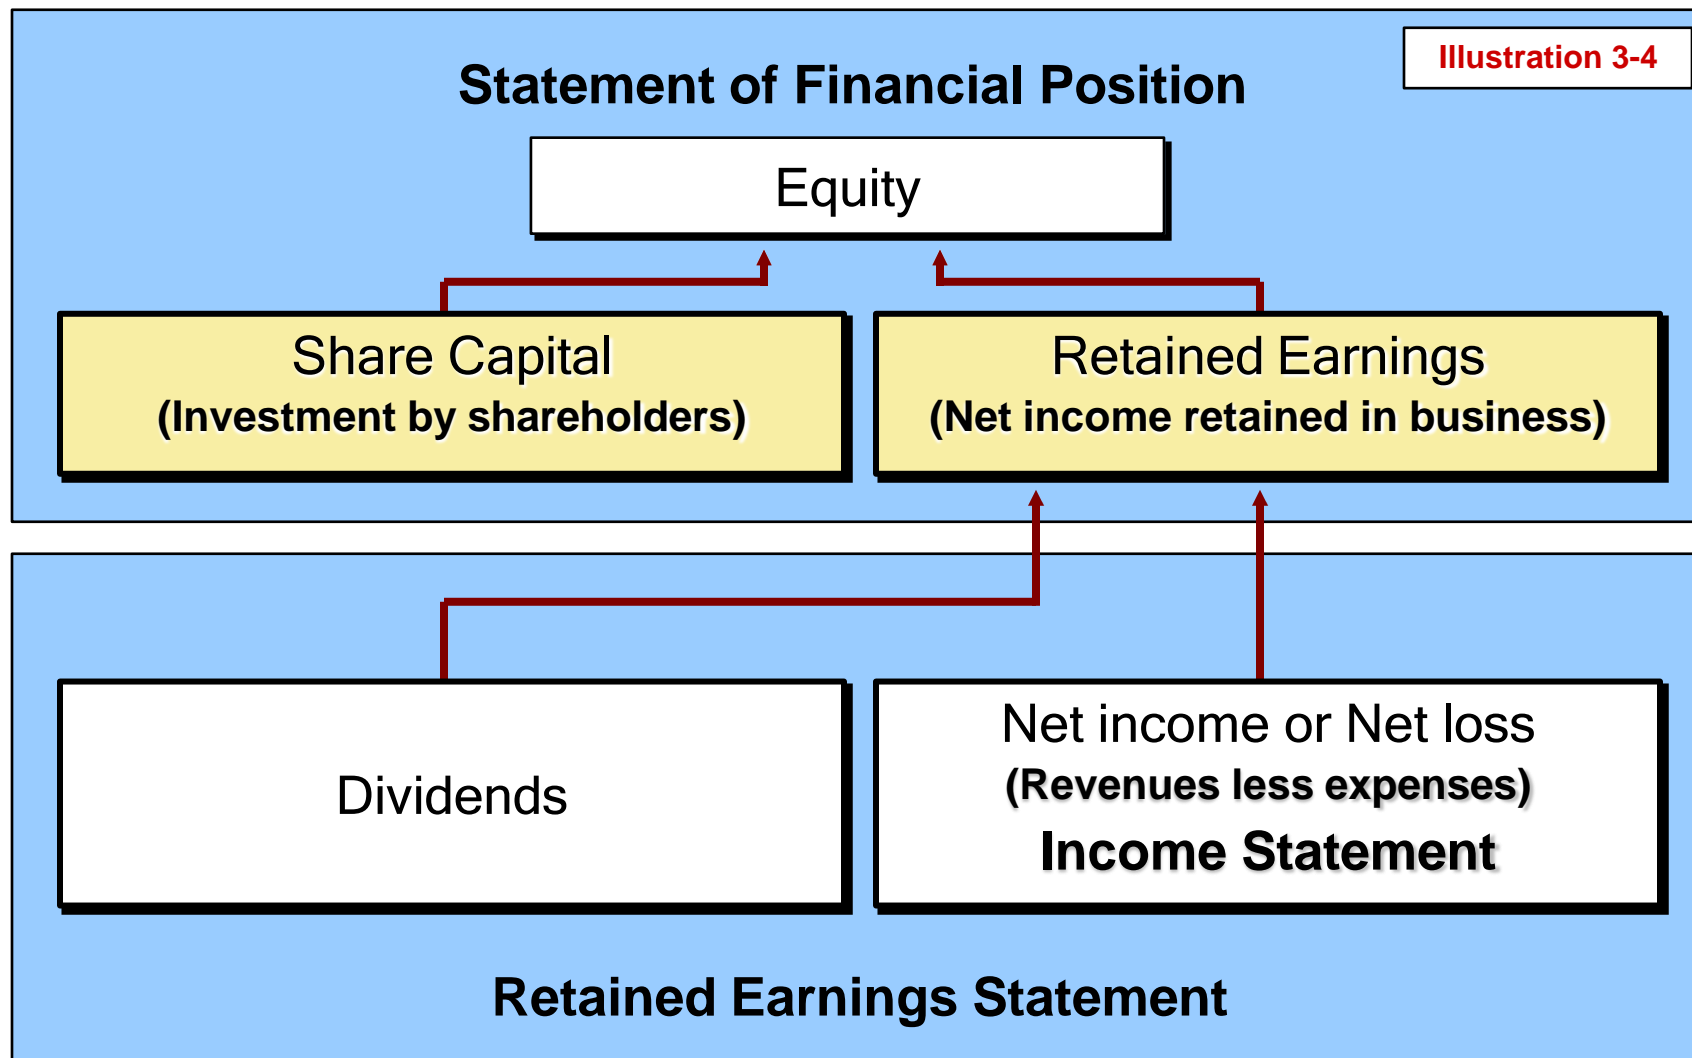 Illustration 3-4
Statement of Financial Position
Equity
Share Capital
(Investment by shareholders)
Retained Earnings
(Net income retained in business)
Dividends
Net income or Net loss
(Revenues less expenses)
Income Statement
Retained Earnings Statement